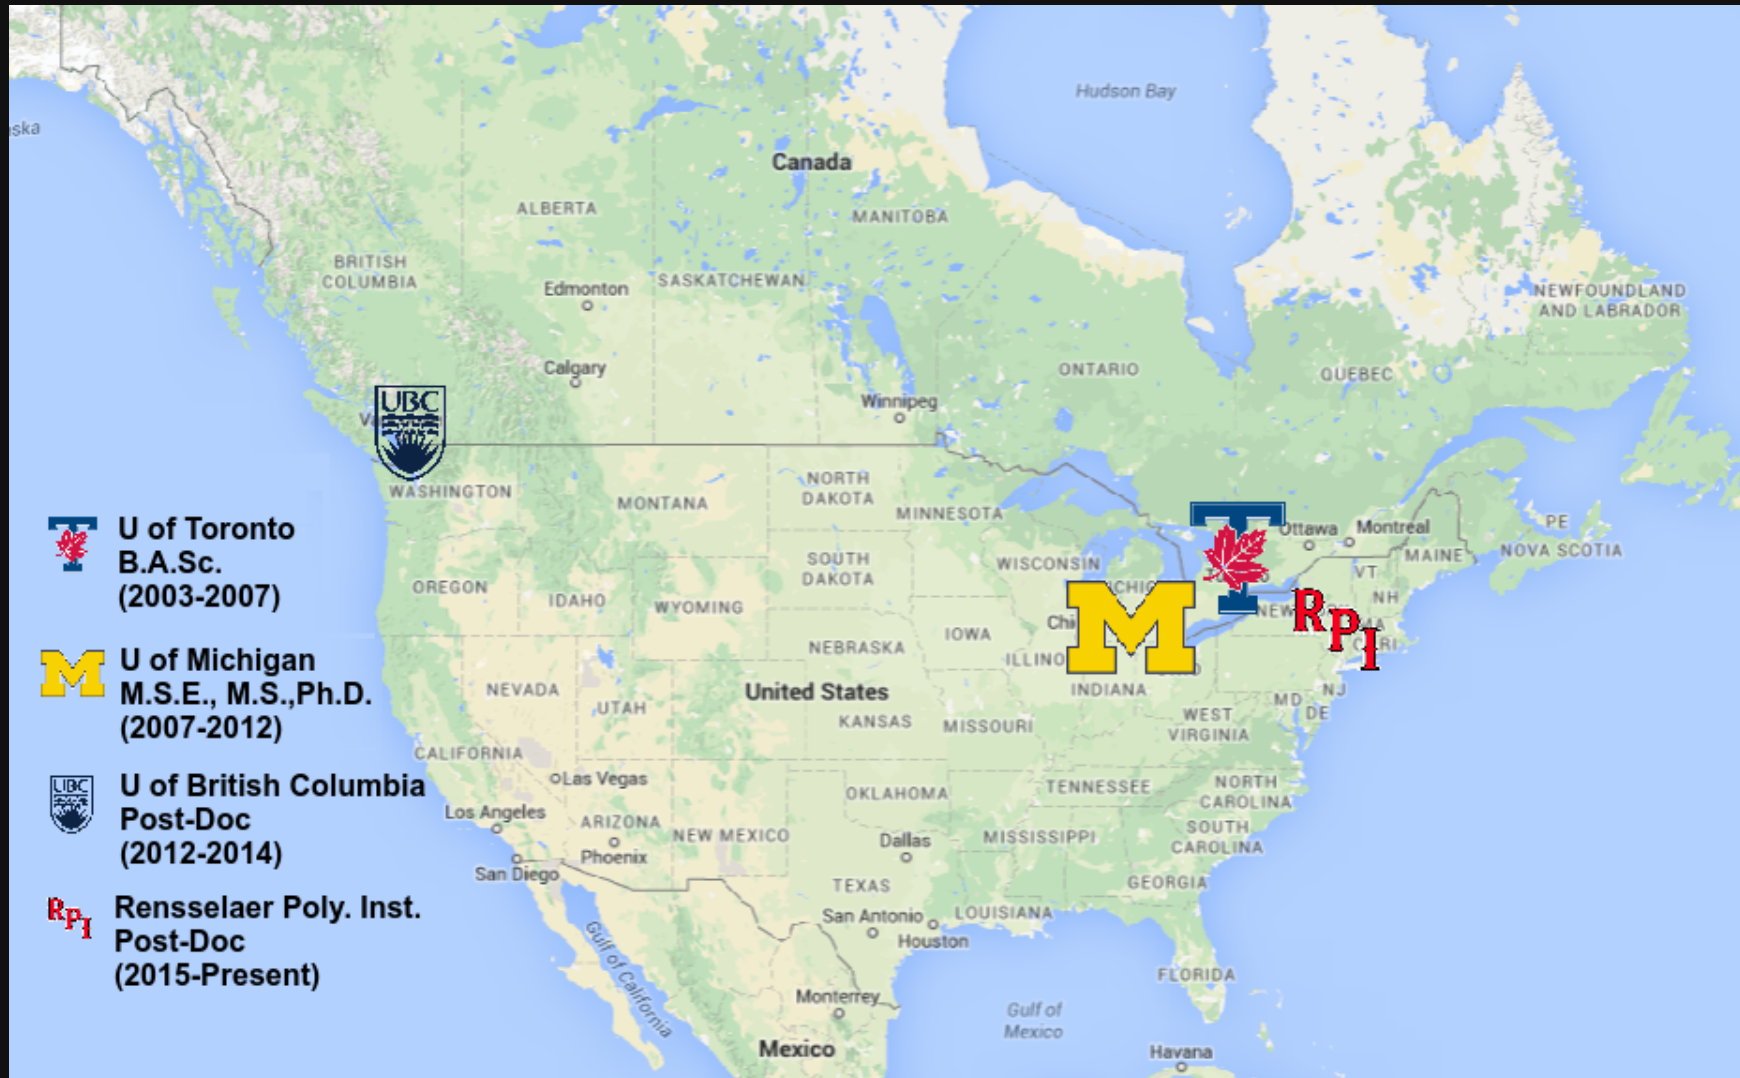 Hudson Bay
ska
Canada
ALBERTA
MANITOBA
BRITISH
COLUMBIA
SASKATCHEWAN
Edmonton
NEWFOUNDLAND
AND LABRADOR
Calgary
ONTARIO
QUEBEC
Winnipeg
UBC
WASHINGTON
MONTANA
NORTH
DAKOTA
MINNESOTA
T
Ottawa
Montreal
PE
NOVA SCOTIA
MAINE
WISCONSIN
SOUTH
DAKOTA
VT
NH
OREGON
IDAHO
WYOMING
M
NEW
RPI
IOWA
NEBRASKA
ILLINO
INDIANA
NEVADA
UTAH
United States
KANSAS
MISSOURI
MD
NJ
DE
WEST
VIRGINIA
CALIFORNIA
Las Vegas
OKLAHOMA
TENNESSEE
NORTH
CAROLINA
Los Angeles
ARIZONA
NEW MEXICO
Dallas
MISSISSIPPI
SOUTH
CAROLINA
Phoenix
San Diego
TEXAS
GEORGIA
San Antonio
LOUISIANA
Houston
Gulf of California
FLORIDA
Monterrey
Gulf of
Mexico
Mexico
Havana
T
U of Toronto
B.A.Sc.
(2003-2007)
M
U of Michigan
M.S.E., M.S.,Ph.D.
(2007-2012)
UBC
U of British Columbia
Post-Doc
(2012-2014)
RPI
Rensselaer Poly. Inst.
Post-Doc
(2015-Present)